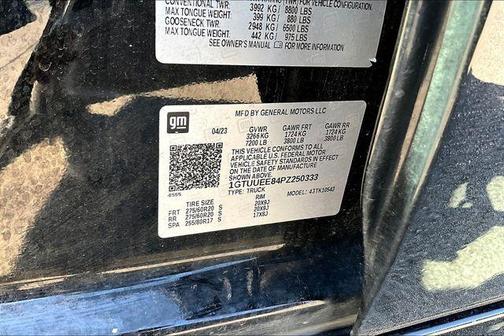 CONVENTIONAL TWR: 3992 KG / 8800 LBS
MAX TONGUE WEIGHT: 399 KG / 880 LBS
GOOSENECK TWR: 2948 KG / 6500 LBS
MAX TONGUE WEIGHT: 442 KG / 975 LBS
SEE OWNER'S MANUAL FOR MORE INFORMATION.
gm
MFD BY GENERAL MOTORS LLC
04/23 GVWR GAWR FRT GAWR RR
3266 KG 1724 KG 1724 KG
7200 LB 3800 LB 3800 LB
THIS VEHICLE CONFORMS TO ALL
APPLICABLE U.S. FEDERAL MOTOR
VEHICLE SAFETY STANDARDS IN EFFECT ON
THE DATE OF MANUFACTURE SHOWN ABOVE.
1GTUUEE84PZ250333
TYPE: TRUCK MODEL: 4JTK10543
TIRE SIZE S RIM
FRT 275/60R20 S 20X9J
RR 275/60R20 S 20X9J
SPA 255/80R17 S 17X8J